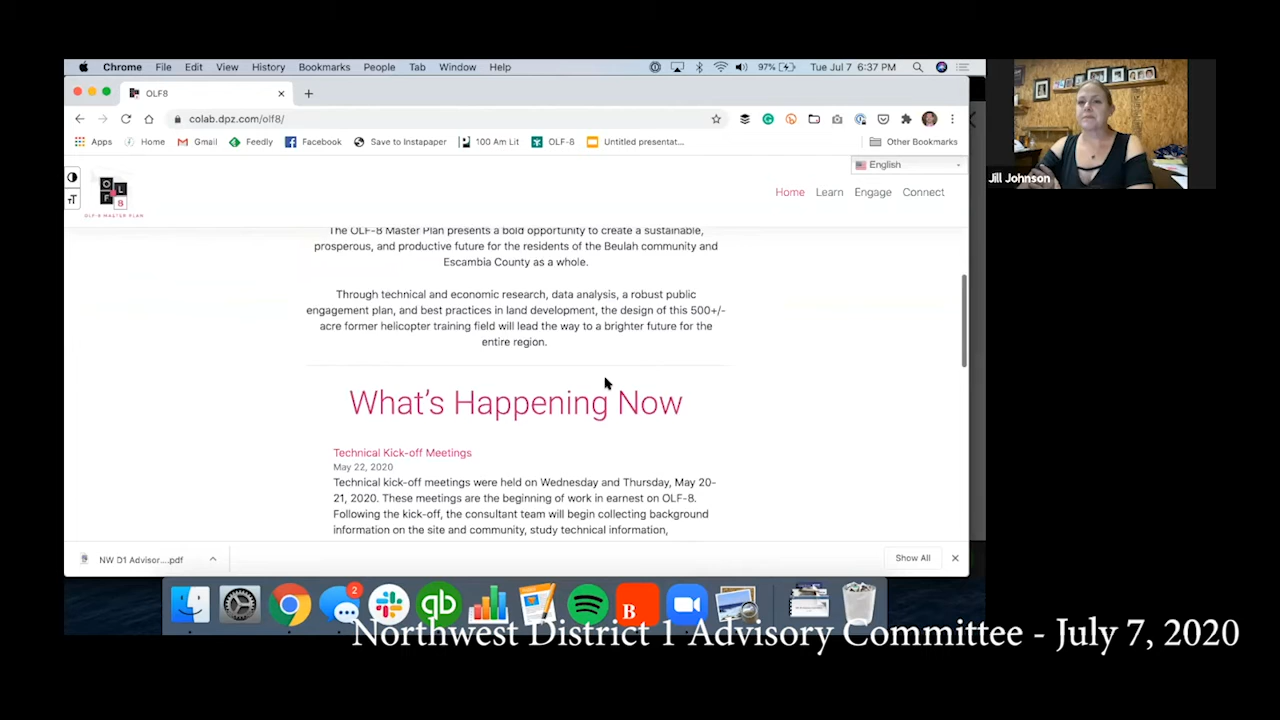 Chrome File Edit View History Bookmarks People Tab Window Help 97% Tue Jul 7 6:37 PM
OLF8
colab.dpz.com/olf8/
Apps Home Gmail Feedly Facebook Save to Instapaper 100 Am Lit OLF-8 Untitled presentat... Other Bookmarks
English
O L F 8
OLF-8 MASTER PLAN
Home Learn Engage Connect
Jill Johnson
The OLF-8 Master Plan presents a bold opportunity to create a sustainable,
prosperous, and productive future for the residents of the Beulah community and
Escambia County as a whole.
Through technical and economic research, data analysis, a robust public
engagement plan, and best practices in land development, the design of this 500+/-
acre former helicopter training field will lead the way to a brighter future for the
entire region.
What's Happening Now
Technical Kick-off Meetings
May 22, 2020
Technical kick-off meetings were held on Wednesday and Thursday, May 20-
21, 2020. These meetings are the beginning of work in earnest on OLF-8.
Following the kick-off, the consultant team will begin collecting background
information on the site and community, study technical information,
NW D1 Advisor....pdf Show All
2
qb
B
Northwest District 1 Advisory Committee - July 7, 2020